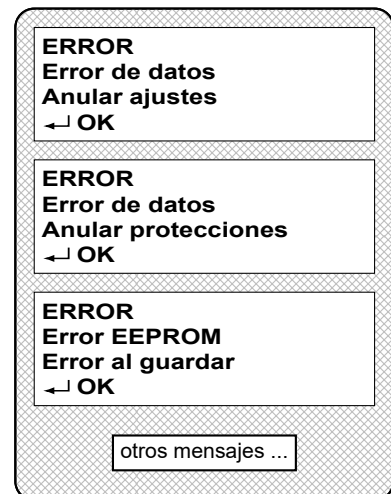 ERROR
Error de datos
Anular ajustes
↵ OK
ERROR
Error de datos
Anular protecciones
↵ OK
ERROR
Error EEPROM
Error al guardar
↵ OK
otros mensajes ...